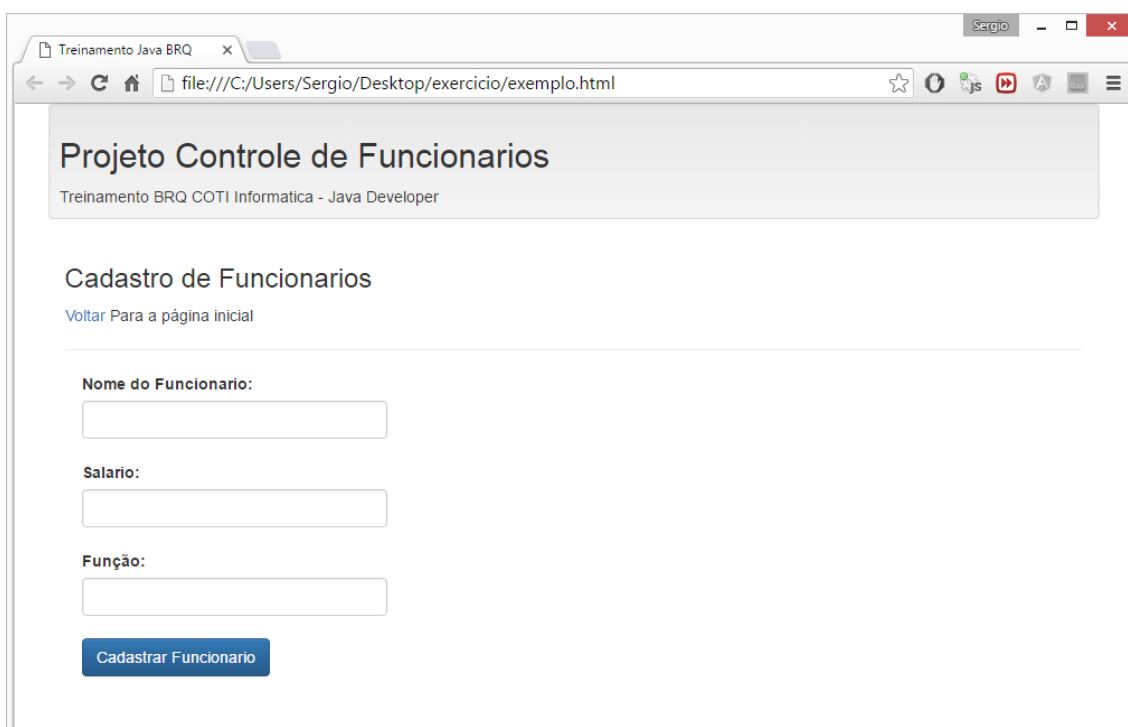 Sergio
Treinamento Java BRQ
file:///C:/Users/Sergio/Desktop/exercicio/exemplo.html
js
Projeto Controle de Funcionarios
Treinamento BRQ COTI Informatica - Java Developer
Cadastro de Funcionarios
Voltar Para a página inicial
Nome do Funcionario:
Salario:
Função:
Cadastrar Funcionario